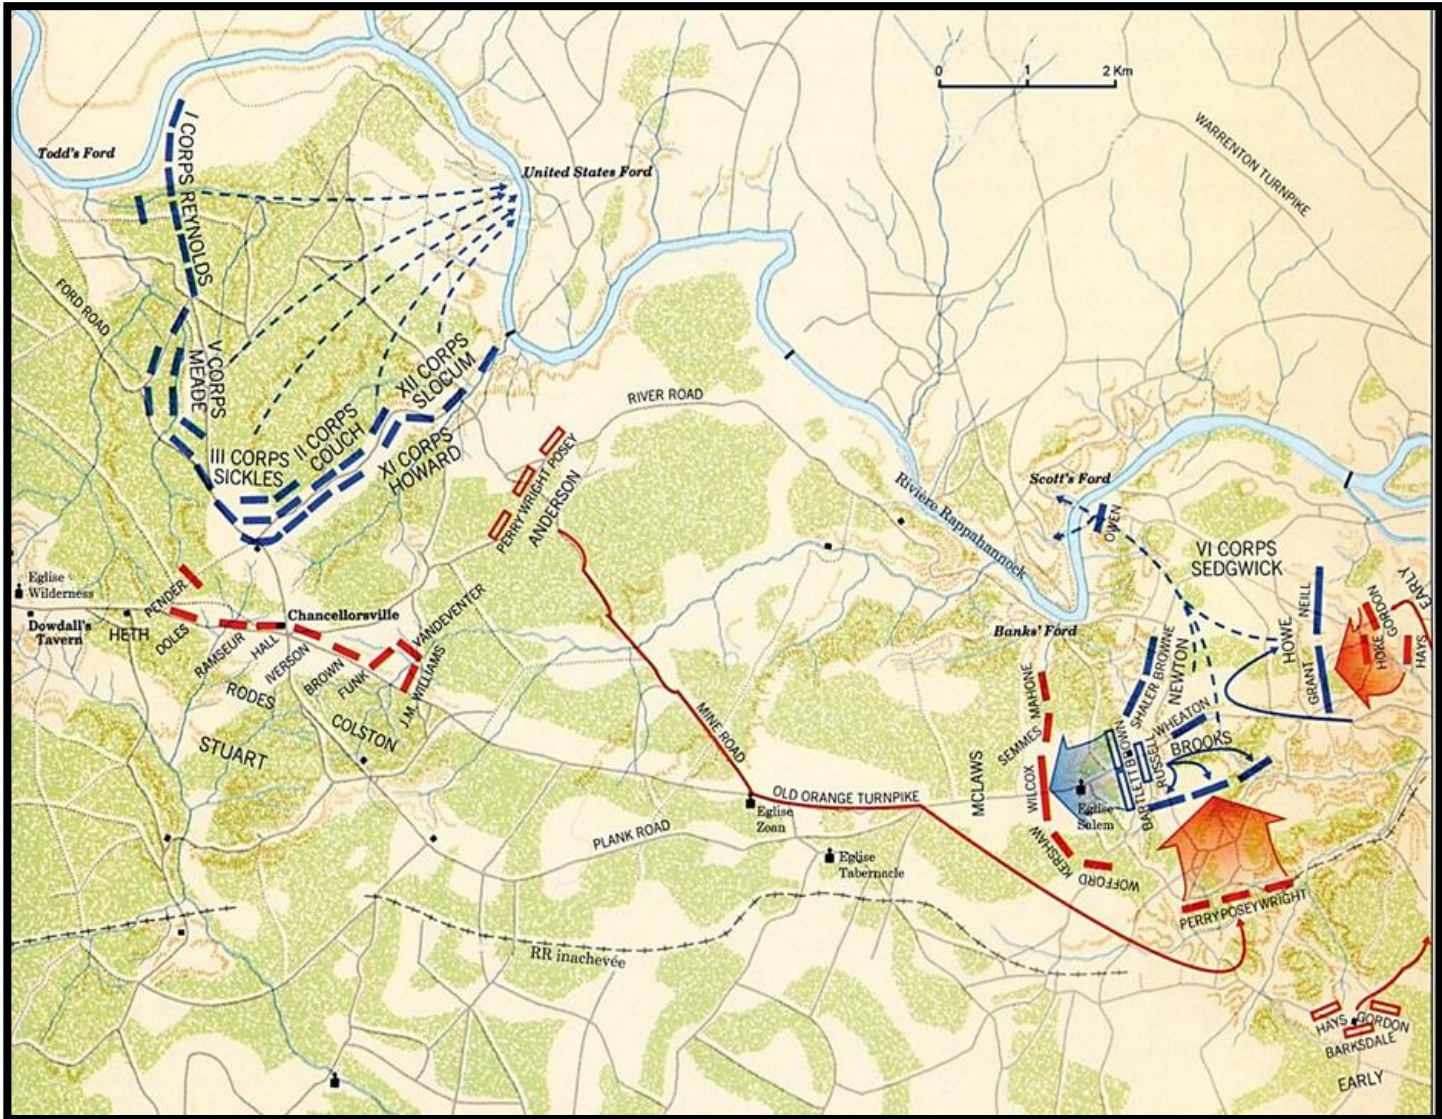 0 1 2 Km
WARRENTON TURNPIKE
Todd's Ford
United States Ford
I CORPS REYNOLDS
FORD ROAD
V CORPS
MEADE
XII CORPS
SLOCUM
III CORPS
SICKLES
II CORPS
COUCH
XI CORPS
HOWARD
RIVER ROAD
PERRY WRIGHT POSEY
ANDERSON
Rivière Rappahannock
Scott's Ford
OWEN
VI CORPS
SEDGWICK
NEILL
HOWE
GRANT
EARLY
GORDON
HOKE
HAYS
Banks' Ford
Eglise
Wilderness
Dowdall's
Tavern
HETH
PENDER
DOLES
RAMSEUR
HALL
IVERSON
BROWN
FUNK
J.M. WILLIAMS
VANDEVENTER
Chancellorsville
RODES
COLSTON
STUART
MINE ROAD
OLD ORANGE TURNPIKE
Eglise
Zoan
PLANK ROAD
Eglise
Tabernacle
MCLAWS
MAHONE
SEMMES
WILCOX
KERSHAW
WOFFORD
SHALER BROWNE
NEWTON
WHEATON
BROOKS
RUSSELL
BARTLETT BROWN
Eglise
Salem
PERRY POSEY WRIGHT
RR inachevée
HAYS GORDON
BARKSDALE
EARLY